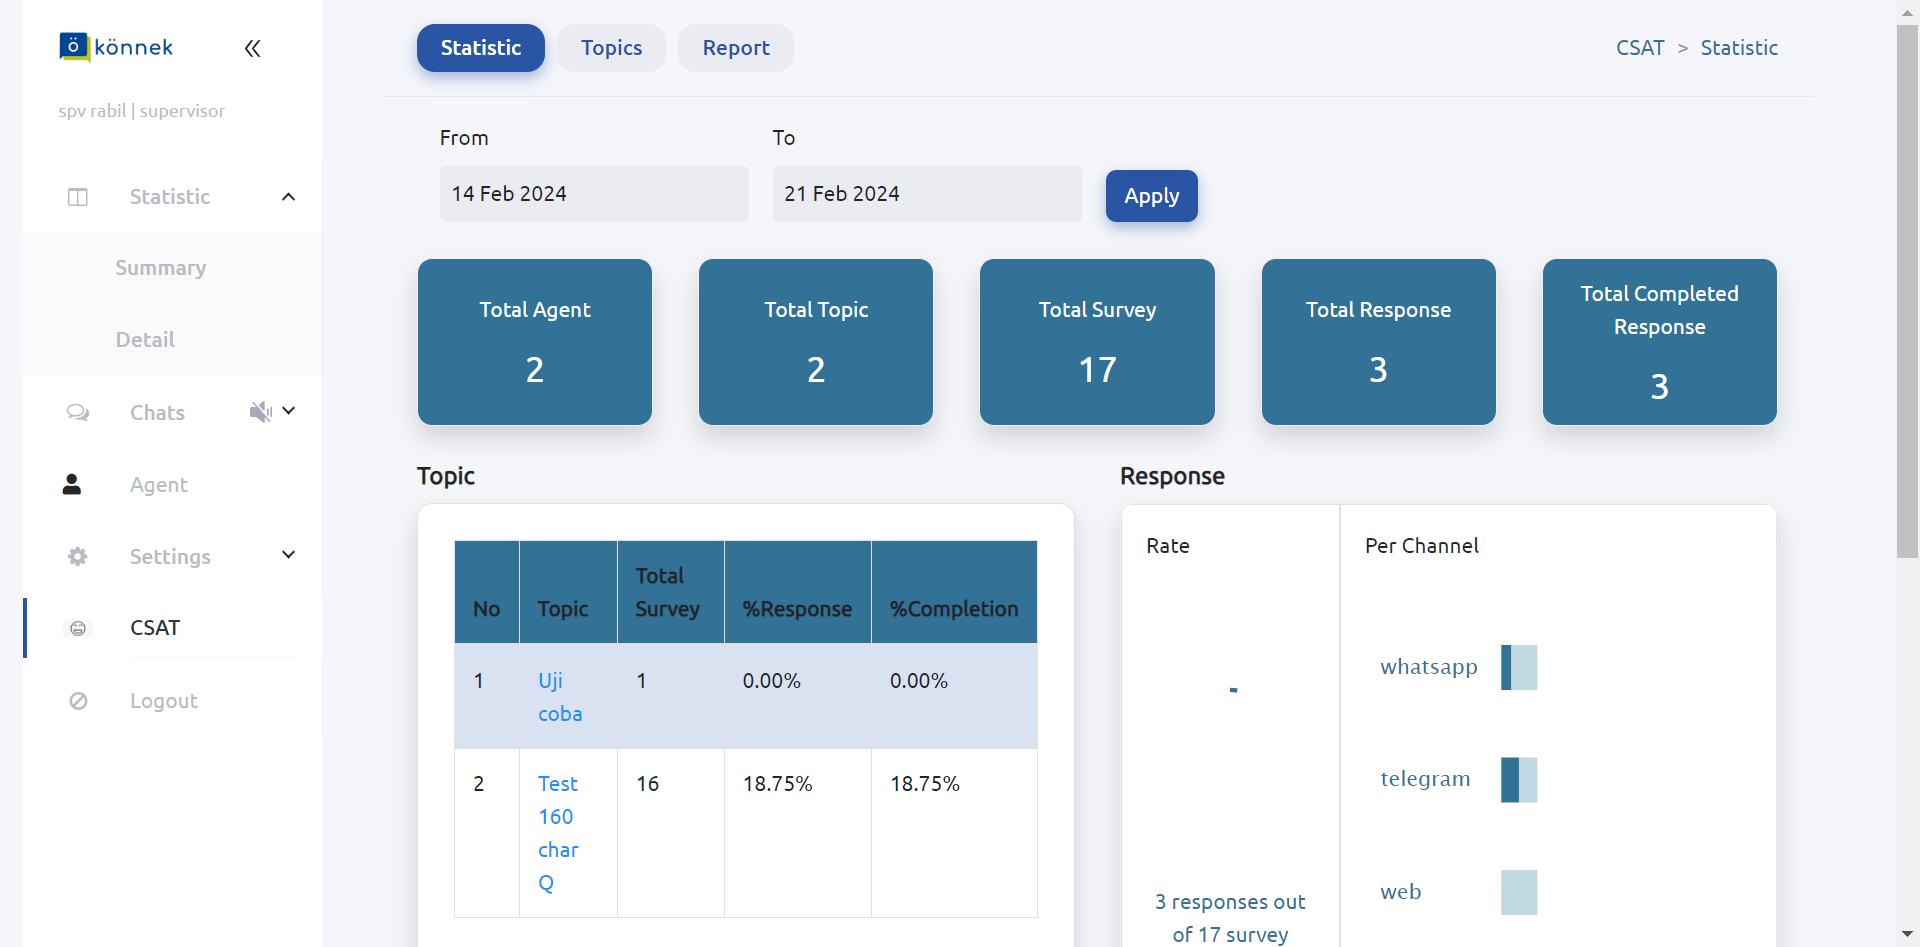 ö könnek
spv rabil | supervisor
Statistic
Summary
Detail
Chats
Agent
Settings
CSAT
Logout
Statistic
Topics
Report
CSAT > Statistic
From
To
14 Feb 2024
21 Feb 2024
Apply
Total Agent
2
Total Topic
2
Total Survey
17
Total Response
3
Total Completed
Response
3
Topic
No
Topic
Total
Survey
%Response
%Completion
1
Uji
coba
1
0.00%
0.00%
2
Test
160
char
Q
16
18.75%
18.75%
Response
Rate
3 responses out
of 17 survey
Per Channel
whatsapp
telegram
web